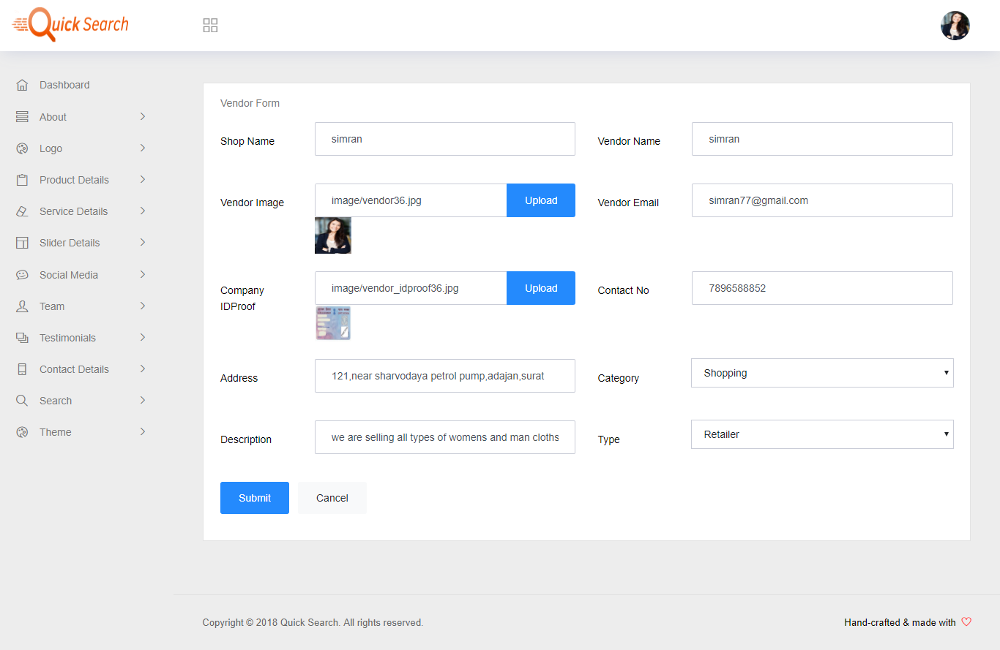 Quick Search
Dashboard
About
Logo
Product Details
Service Details
Slider Details
Social Media
Team
Testimonials
Contact Details
Search
Theme
Vendor Form
Shop Name
simran
Vendor Name
simran
Vendor Image
image/vendor36.jpg
Upload
Vendor Email
simran77@gmail.com
Company
IDProof
image/vendor_idproof36.jpg
Upload
Contact No
7896588852
Address
121,near sharvodaya petrol pump,adajan,surat
Category
Shopping
Description
we are selling all types of womens and man cloths
Type
Retailer
Submit
Cancel
Copyright © 2018 Quick Search. All rights reserved.
Hand-crafted & made with